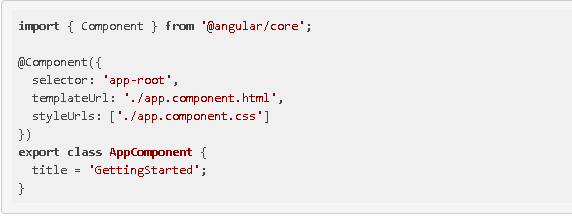 import { Component } from '@angular/core';

@Component({
  selector: 'app-root',
  templateUrl: './app.component.html',
  styleUrls: ['./app.component.css']
})
export class AppComponent {
  title = 'GettingStarted';
}